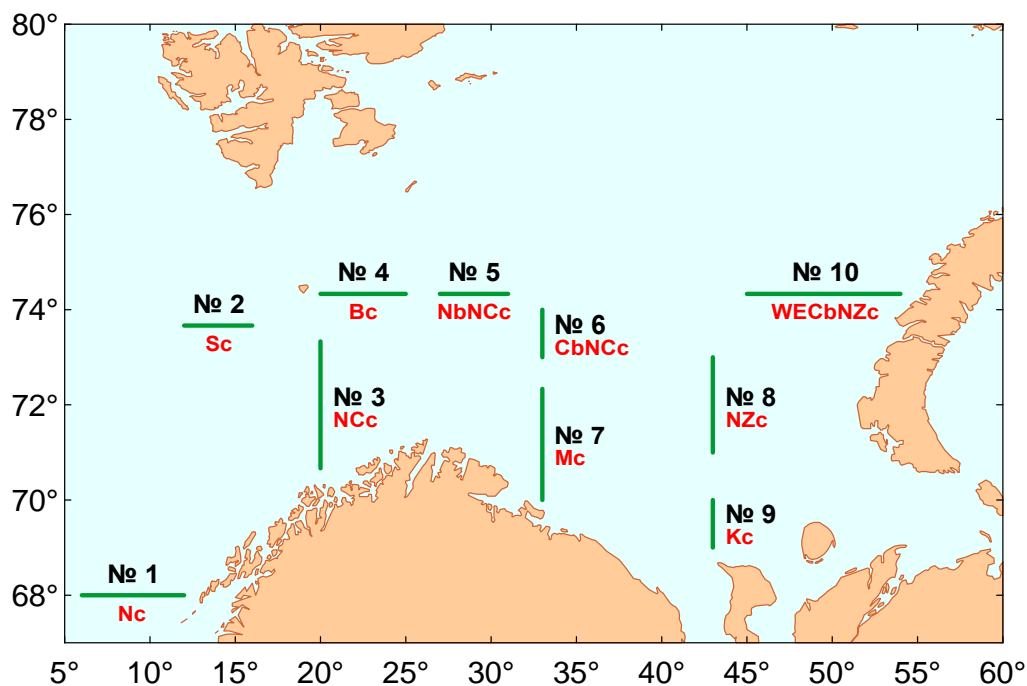 80°
78°
76°
74°
72°
70°
68°
№ 4
№ 5
№ 10
Bc
NbNCc
WECbNZc
№ 2
Sc
№ 6
CbNCc
№ 3
NCc
№ 8
NZc
№ 7
Mc
№ 9
Kc
№ 1
Nc
5° 10° 15° 20° 25° 30° 35° 40° 45° 50° 55° 60°